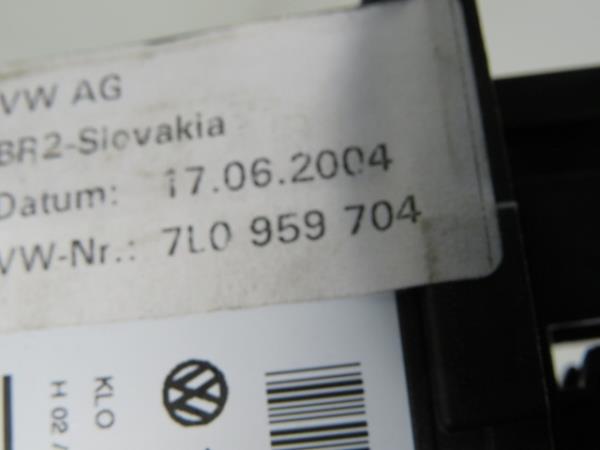 VW AG
BR2-Slovakia
Datum: 17.06.2004
VW-Nr.: 7L0 959 704
KLO
H 02 /